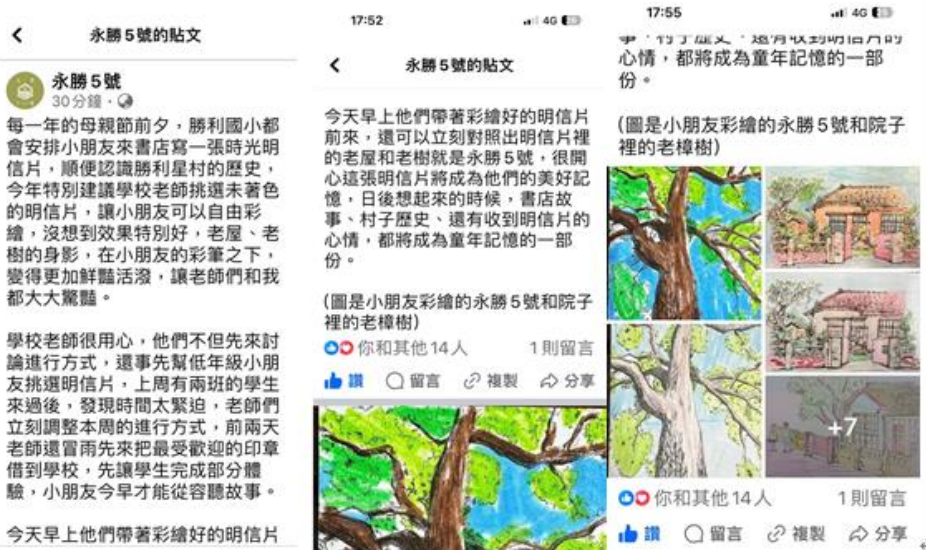 永勝5號的貼文
永勝5號
30分鐘·
每一年的母親節前夕，勝利國小都
會安排小朋友來書店寫一張時光明
信片，順便認識勝利星村的歷史，
今年特別建議學校老師挑選未著色
的明信片，讓小朋友可以自由彩
繪，沒想到效果特別好，老屋、老
樹的身影，在小朋友的彩筆之下，
變得更加鮮豔活潑，讓老師們和我
都大大驚豔。
學校老師很用心，他們不但先來討
論進行方式，還事先幫低年級小朋
友挑選明信片，上周有兩班的學生
來過後，發現時間太緊迫，老師們
立刻調整本周的進行方式，前兩天
老師還冒雨先來把最受歡迎的印章
借到學校，先讓學生完成部分體
驗，小朋友今早才能從容聽故事。
今天早上他們帶著彩繪好的明信片
17:52
4G
永勝5號的貼文
今天早上他們帶著彩繪好的明信片
前來，還可以立刻對照出明信片裡
的老屋和老樹就是永勝5號，很開
心這張明信片將成為他們的美好記
憶，日後想起來的時候，書店故
事、村子歷史、還有收到明信片的
心情，都將成為童年記憶的一部
份。
(圖是小朋友彩繪的永勝5號和院子
裡的老樟樹)
你和其他14人 1則留言
讚 留言 複製 分享
17:55
4G
事、村子歷史、還有收到明信片的
心情，都將成為童年記憶的一部
份。
(圖是小朋友彩繪的永勝5號和院子
裡的老樟樹)
+7
你和其他14人 1則留言
讚 留言 複製 分享